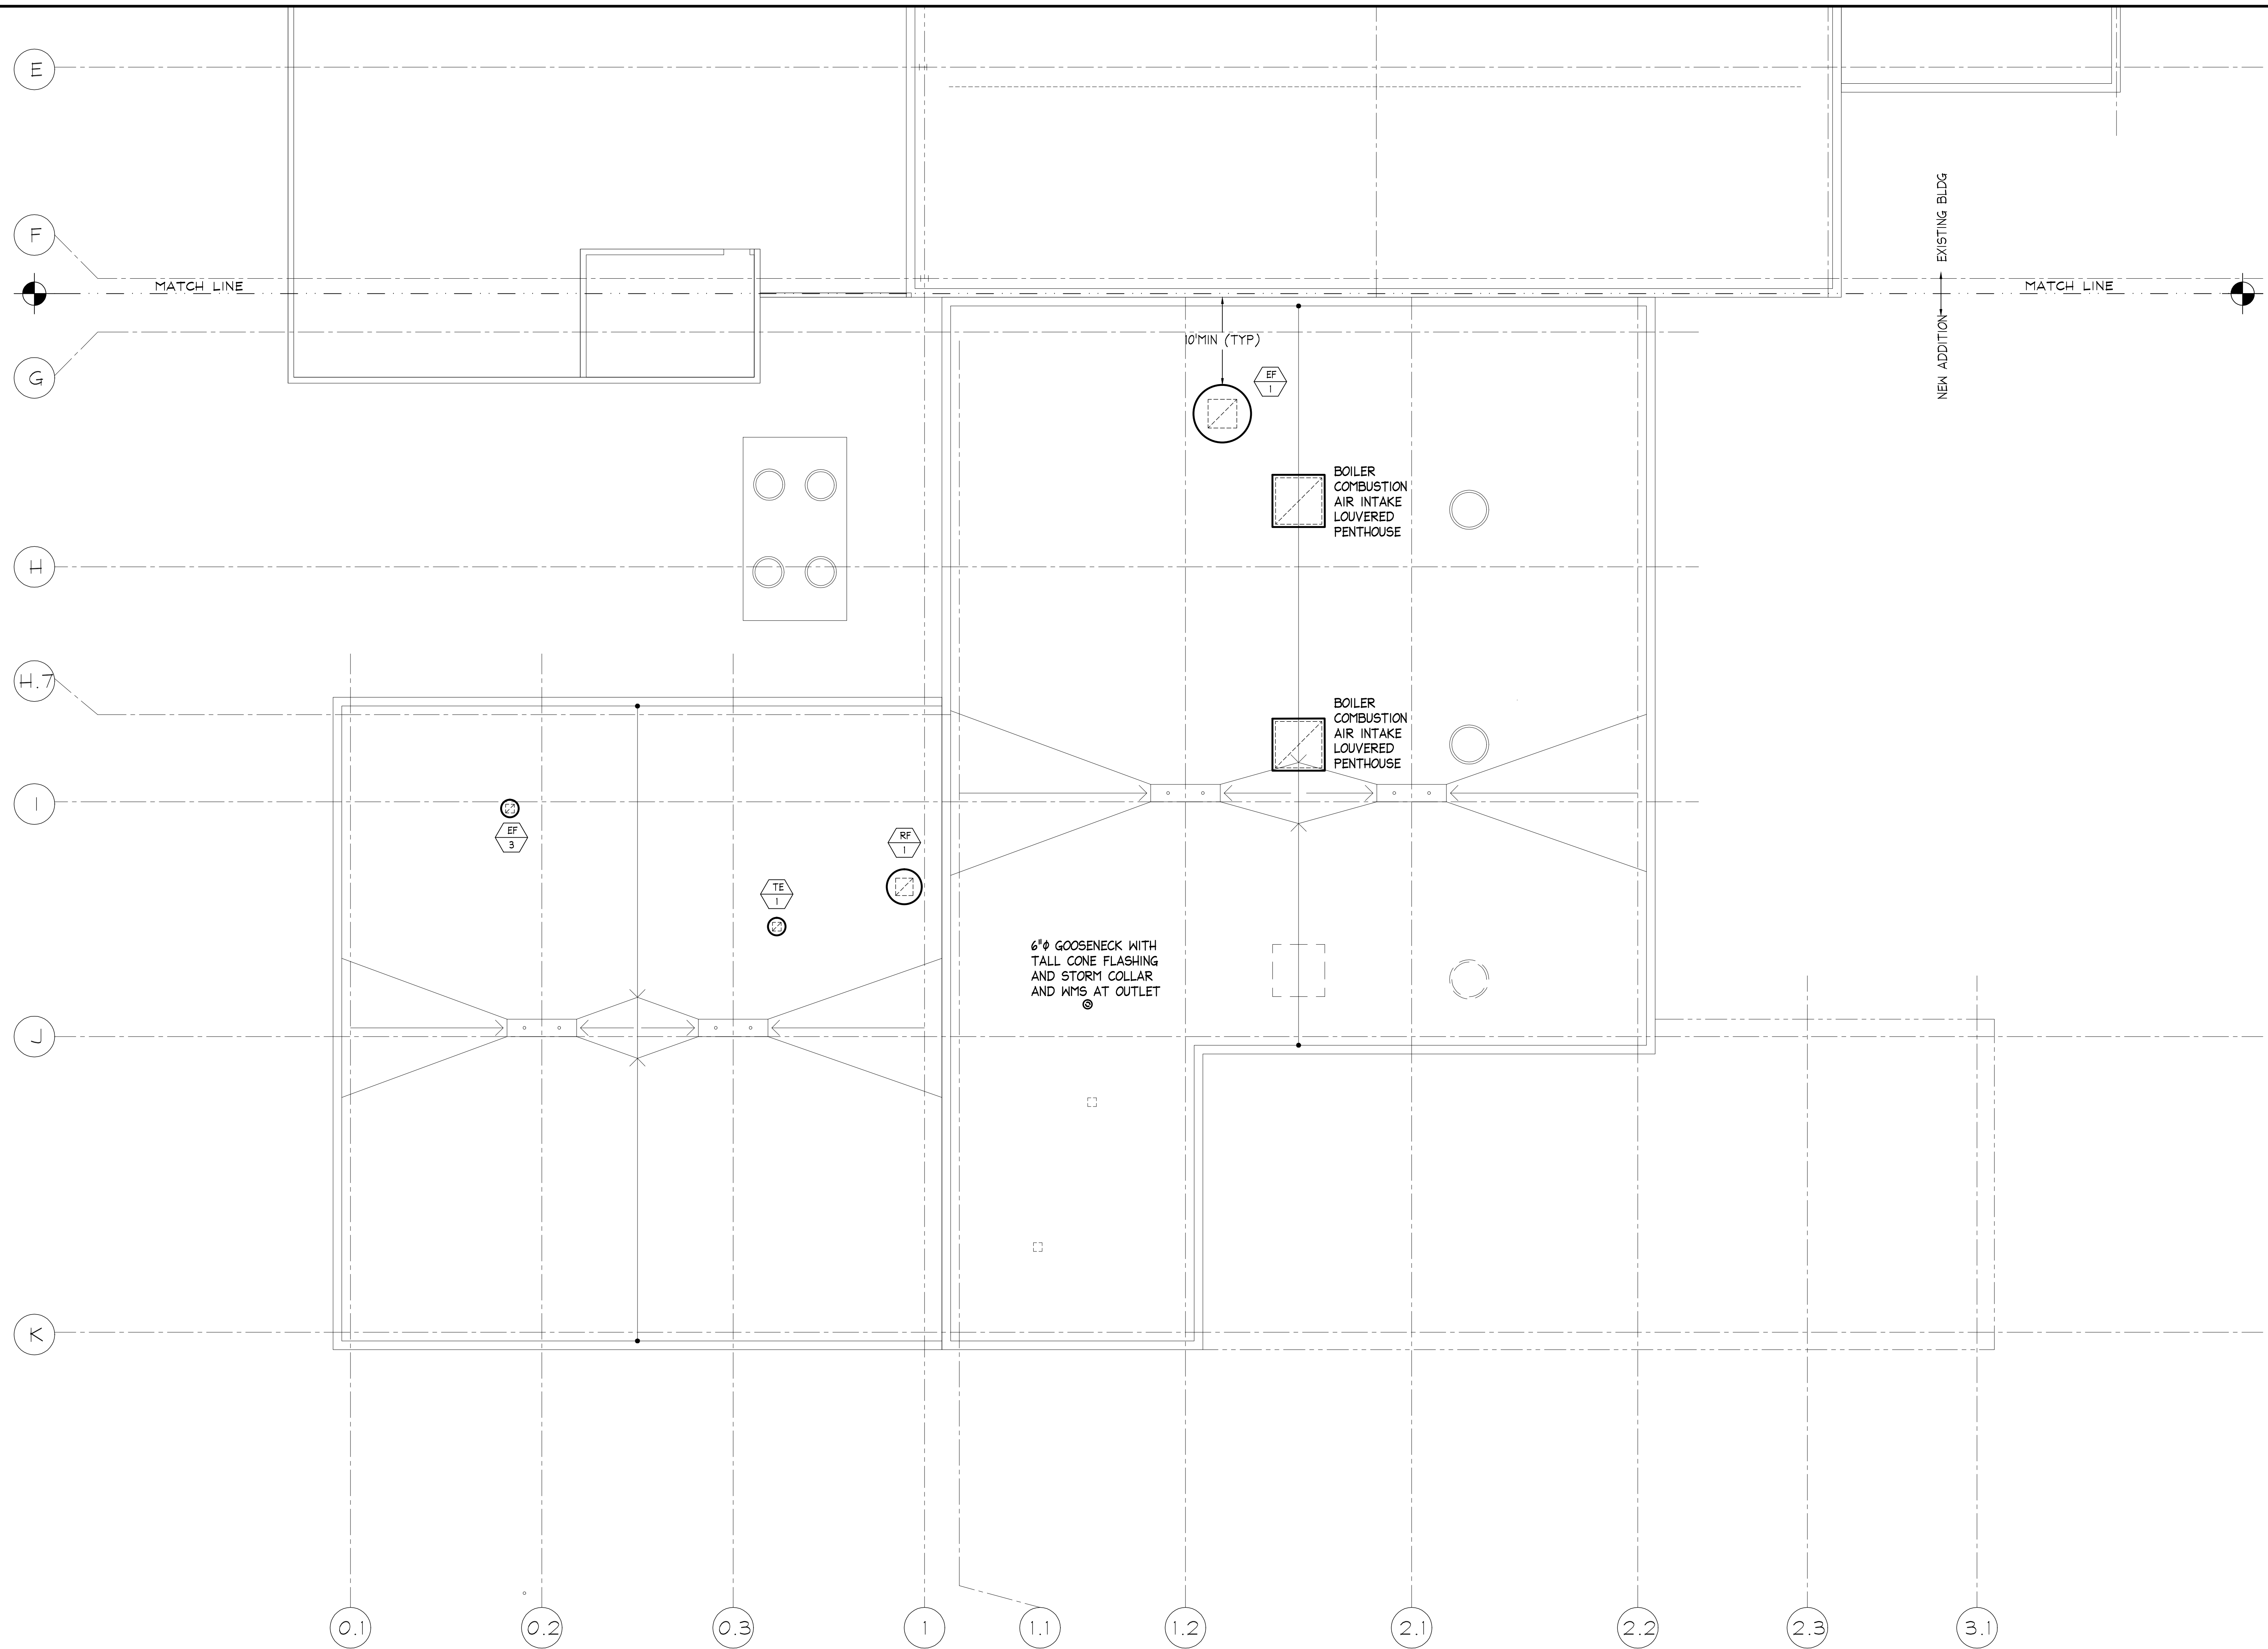 E
F
EXISTING BLDG
MATCH LINE
MATCH LINE
NEW ADDITION
10'MIN (TYP)
G
EF
1
BOILER
COMBUSTION
AIR INTAKE
LOUVERED
PENTHOUSE
H
H.7
BOILER
COMBUSTION
AIR INTAKE
LOUVERED
PENTHOUSE
I
EF
3
RF
1
TE
1
6"Φ GOOSENECK WITH
TALL CONE FLASHING
AND STORM COLLAR
AND WMS AT OUTLET
J
K
0.1
0.2
0.3
1
1.1
1.2
2.1
2.2
2.3
3.1